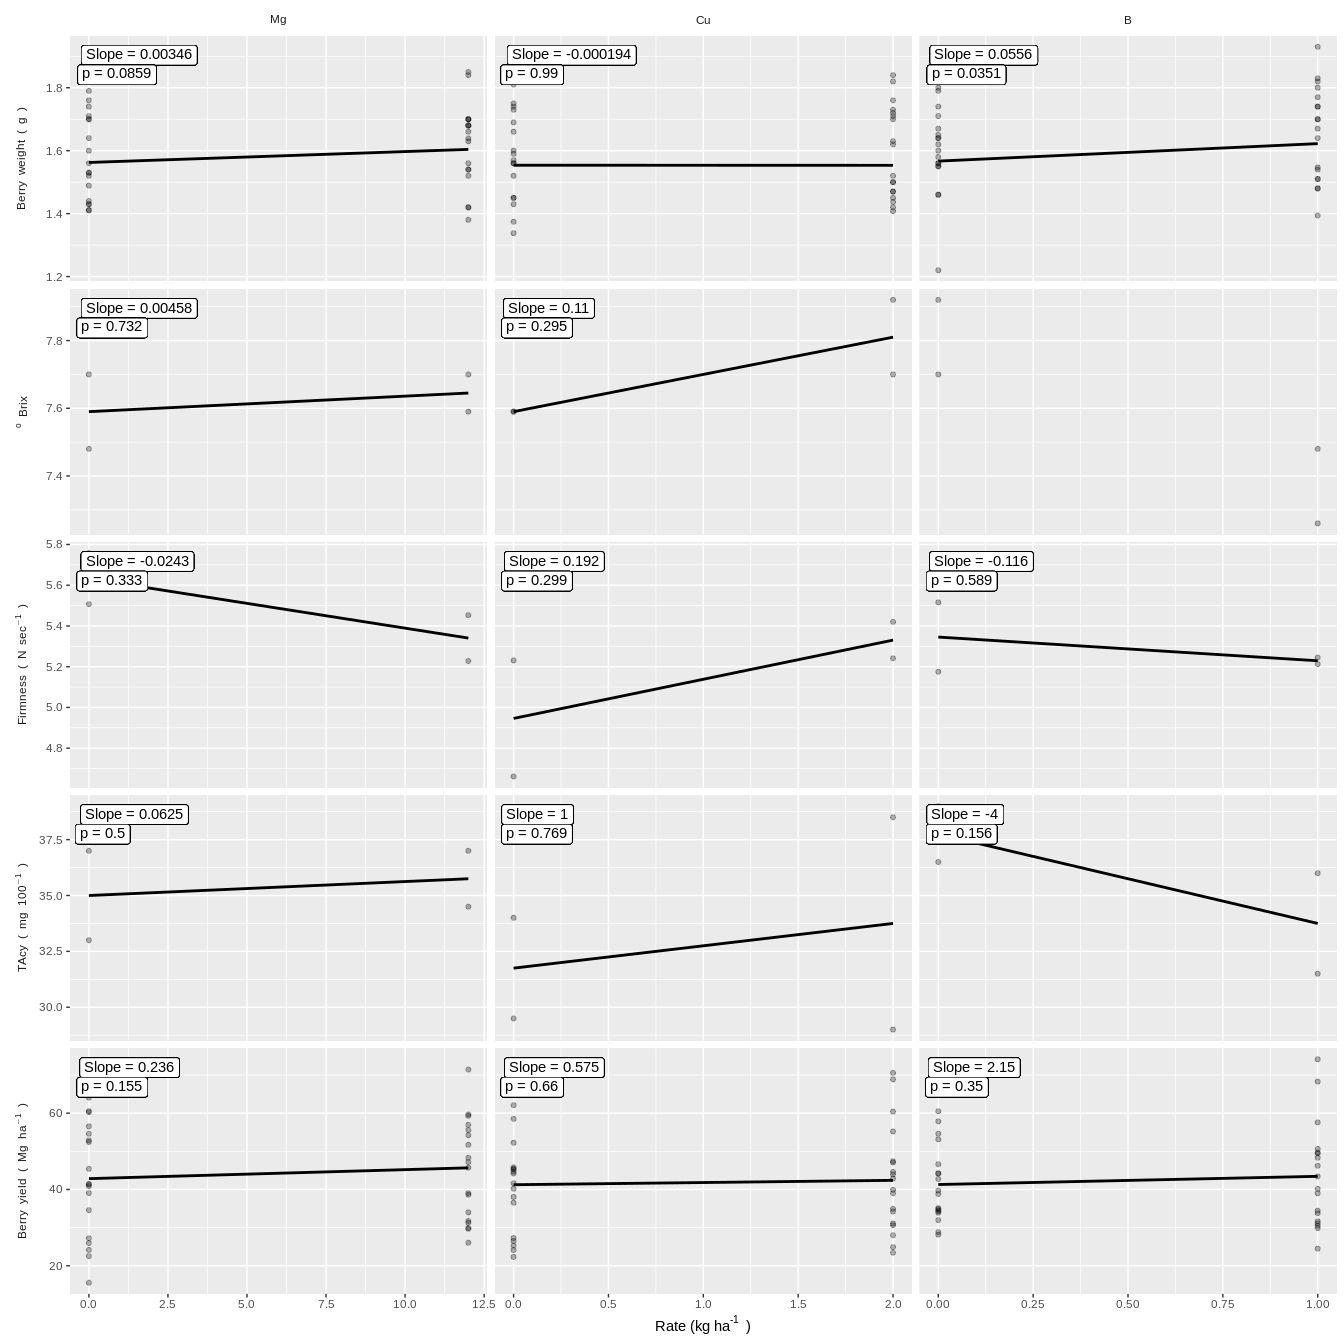 Mg
Cu
B
Berry weight ( g )
1.8
1.6
1.4
1.2
Slope = 0.00346
p = 0.0859
Slope = -0.000194
p = 0.99
Slope = 0.0556
p = 0.0351
º Brix
7.8
7.6
7.4
Slope = 0.00458
p = 0.732
Slope = 0.11
p = 0.295
Firmness ( N sec⁻¹ )
5.8
5.6
5.4
5.2
5.0
4.8
Slope = -0.0243
p = 0.333
Slope = 0.192
p = 0.299
Slope = -0.116
p = 0.589
TAcy ( mg 100⁻¹ )
37.5
35.0
32.5
30.0
Slope = 0.0625
p = 0.5
Slope = 1
p = 0.769
Slope = -4
p = 0.156
Berry yield ( Mg ha⁻¹ )
60
40
20
Slope = 0.236
p = 0.155
Slope = 0.575
p = 0.66
Slope = 2.15
p = 0.35
0.0 2.5 5.0 7.5 10.0 12.5
0.0 0.5 1.0 1.5 2.0
0.00 0.25 0.50 0.75 1.00
Rate (kg ha⁻¹ )